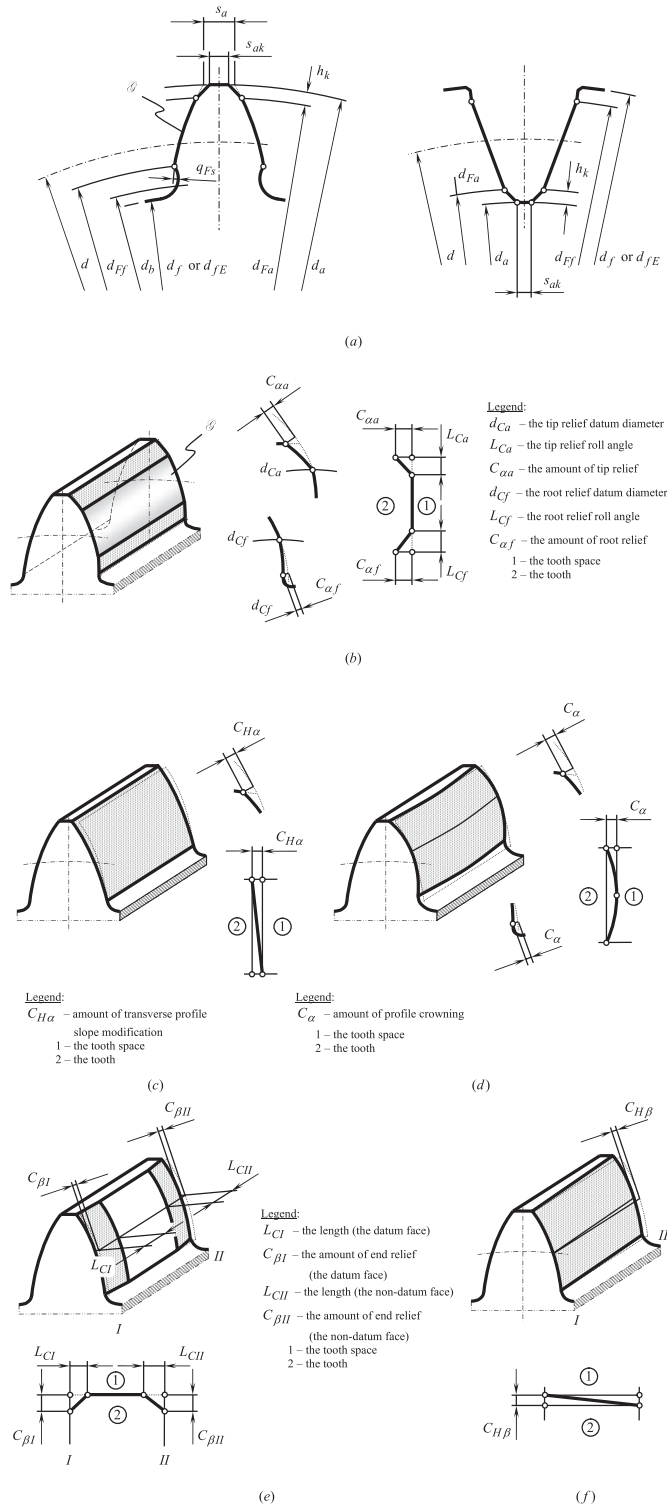 s_a
s_ak
h_k
𝒢
q_Fs
d
d_Ff
d_b
d_f or d_fE
d_Fa
d_a
d_Fa
h_k
d
d_a
d_Ff
d_f or d_fE
s_ak
(a)
𝒢
C_αa
d_Ca
d_Cf
C_αf
d_Cf
C_αa
L_Ca
2
1
C_αf
L_Cf
Legend:
d_Ca – the tip relief datum diameter
L_Ca – the tip relief roll angle
C_αa – the amount of tip relief
d_Cf – the root relief datum diameter
L_Cf – the root relief roll angle
C_αf – the amount of root relief
1 – the tooth space
2 – the tooth
(b)
C_Hα
C_Hα
2
1
Legend:
C_Hα – amount of transverse profile
slope modification
1 – the tooth space
2 – the tooth
(c)
C_α
C_α
2
1
C_α
Legend:
C_α – amount of profile crowning
1 – the tooth space
2 – the tooth
(d)
C_βII
C_βI
L_CII
L_CI
II
I
L_CI
L_CII
1
2
C_βI
C_βII
I
II
Legend:
L_CI – the length (the datum face)
C_βI – the amount of end relief
(the datum face)
L_CII – the length (the non-datum face)
C_βII – the amount of end relief
(the non-datum face)
1 – the tooth space
2 – the tooth
(e)
C_Hβ
II
I
1
C_Hβ
2
(f)